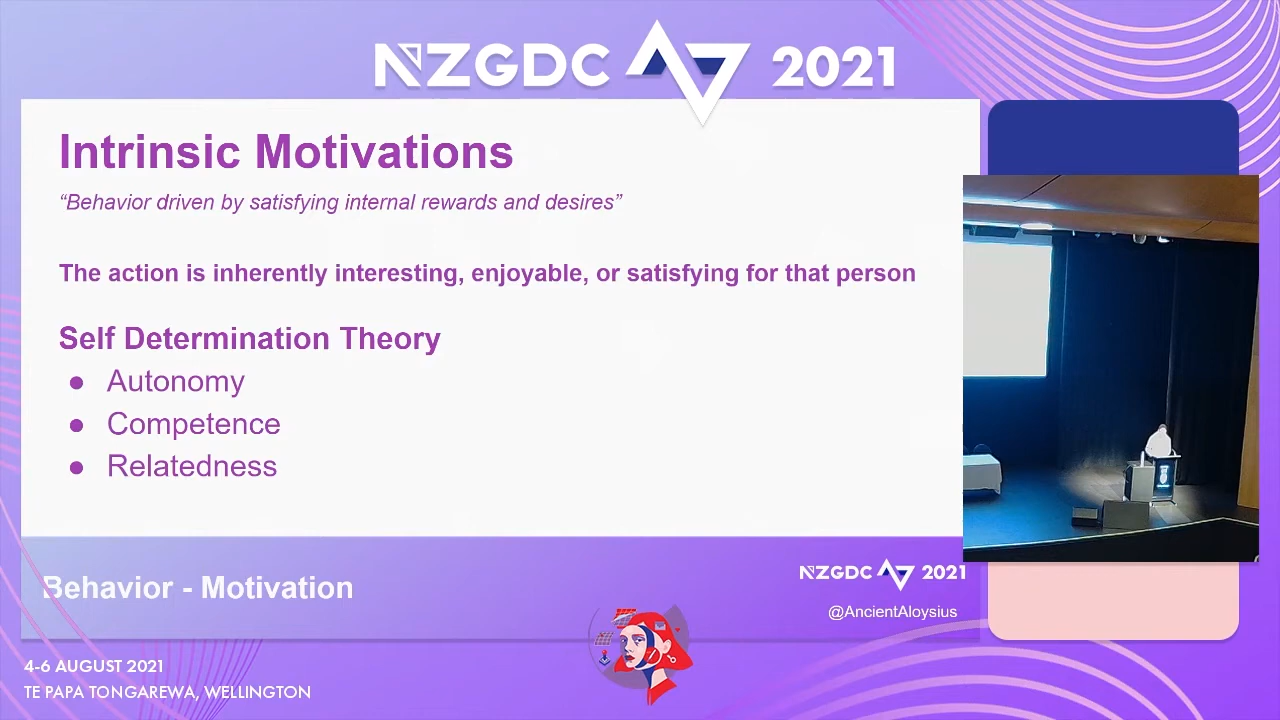 NZGDC 2021
Intrinsic Motivations
“Behavior driven by satisfying internal rewards and desires”
The action is inherently interesting, enjoyable, or satisfying for that person
Self Determination Theory
● Autonomy
● Competence
● Relatedness
Behavior - Motivation
NZGDC 2021
@AncientAloysius
4-6 AUGUST 2021
TE PAPA TONGAREWA, WELLINGTON